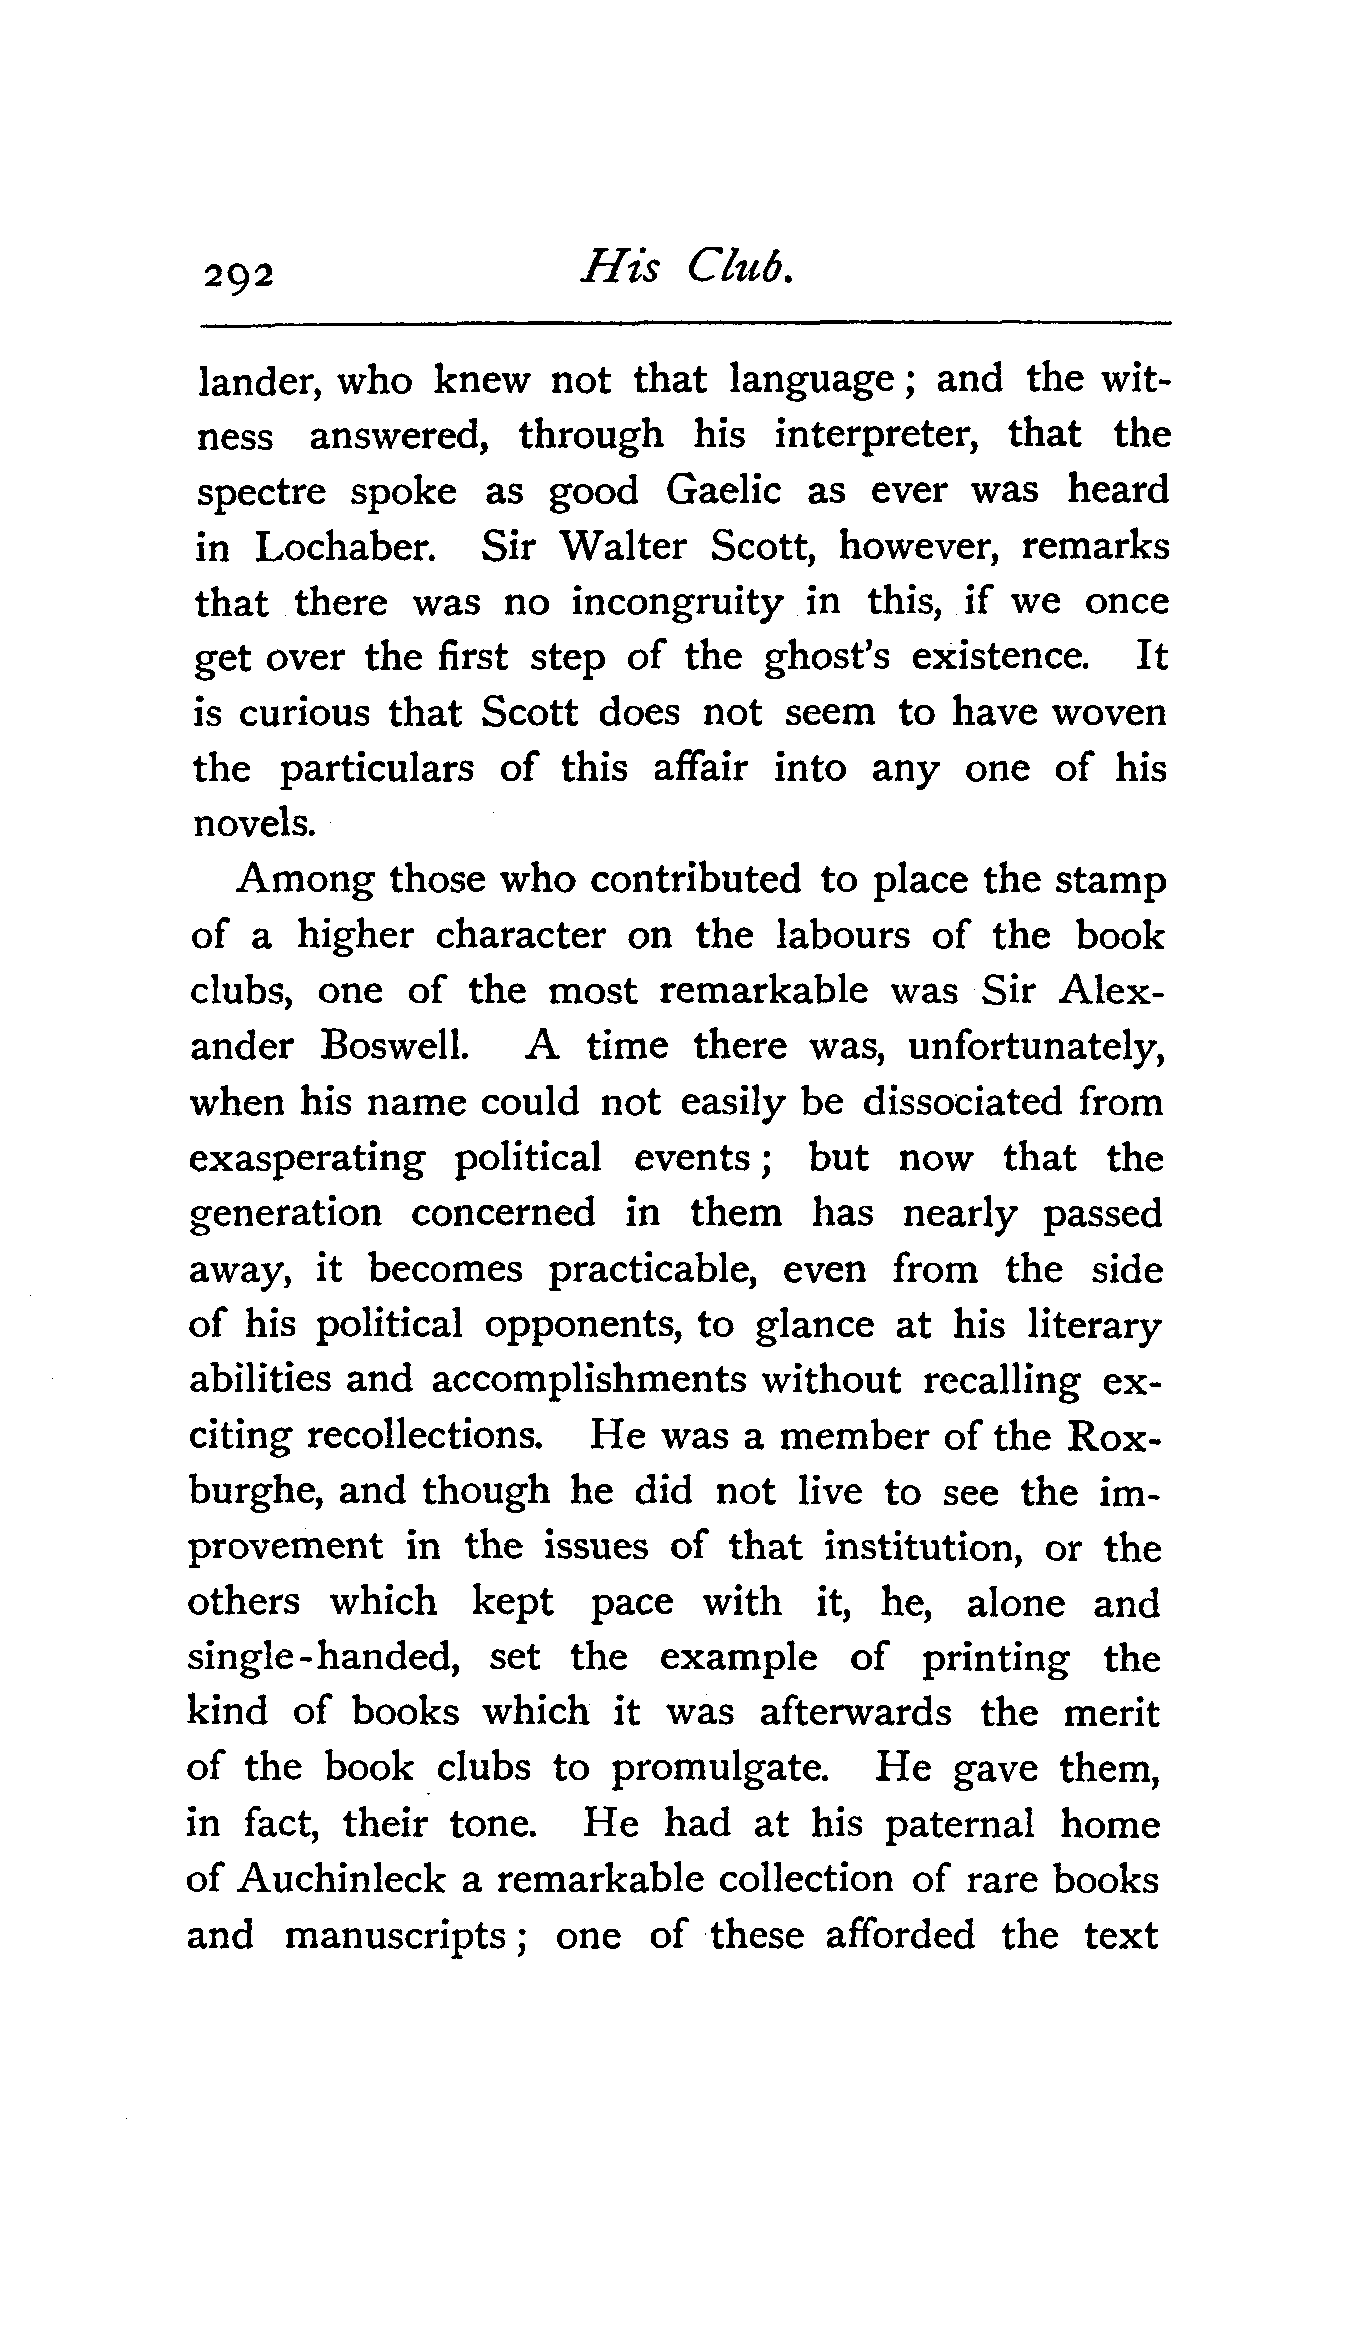 292 His Club.
lander, who knew not that language ; and the wit-
ness answered, through his interpreter, that the
spectre spoke as good Gaelic as ever was heard
in Lochaber. Sir Walter Scott, however, remarks
that there was no incongruity in this, if we once
get over the first step of the ghost's existence. It
is curious that Scott does not seem to have woven
the particulars of this affair into any one of his
novels.
Among those who contributed to place the stamp
of a higher character on the labours of the book
clubs, one of the most remarkable was Sir Alex-
ander Boswell. A time there was, unfortunately,
when his name could not easily be dissociated from
exasperating political events ; but now that the
generation concerned in them has nearly passed
away, it becomes practicable, even from the side
of his political opponents, to glance at his literary
abilities and accomplishments without recalling ex-
citing recollections. He was a member of the Rox-
burghe, and though he did not live to see the im-
provement in the issues of that institution, or the
others which kept pace with it, he, alone and
single-handed, set the example of printing the
kind of books which it was afterwards the merit
of the book clubs to promulgate. He gave them,
in fact, their tone. He had at his paternal home
of Auchinleck a remarkable collection of rare books
and manuscripts ; one of these afforded the text